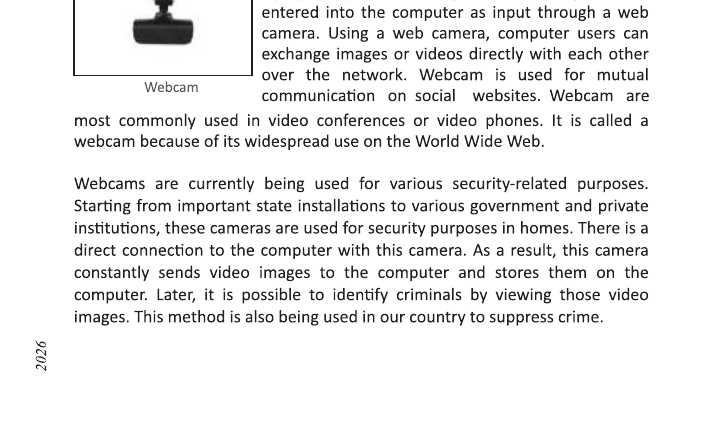 entered into the computer as input through a web
camera. Using a web camera, computer users can
exchange images or videos directly with each other
over the network. Webcam is used for mutual
communication on social websites. Webcam are
Webcam
most commonly used in video conferences or video phones. It is called a
webcam because of its widespread use on the World Wide Web.
Webcams are currently being used for various security-related purposes.
Starting from important state installations to various government and private
institutions, these cameras are used for security purposes in homes. There is a
direct connection to the computer with this camera. As a result, this camera
constantly sends video images to the computer and stores them on the
computer. Later, it is possible to identify criminals by viewing those video
images. This method is also being used in our country to suppress crime.
2026